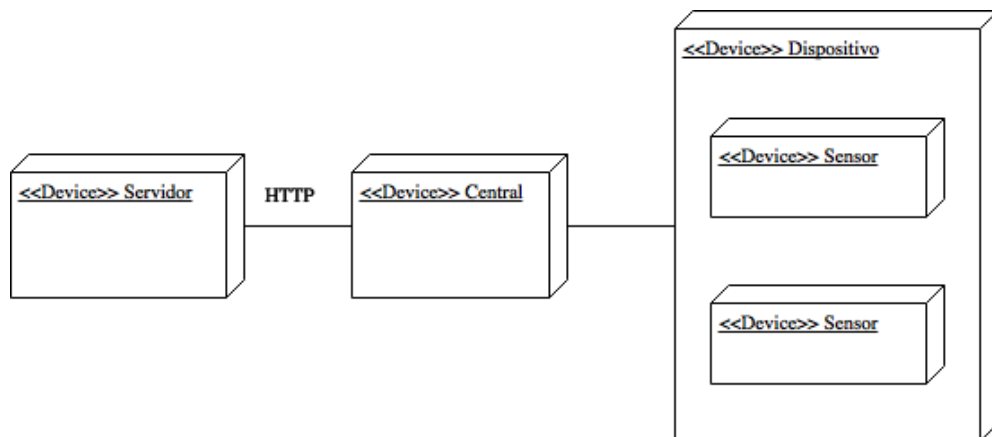 <<Device>> Dispositivo
<<Device>> Sensor
<<Device>> Servidor
HTTP
<<Device>> Central
<<Device>> Sensor